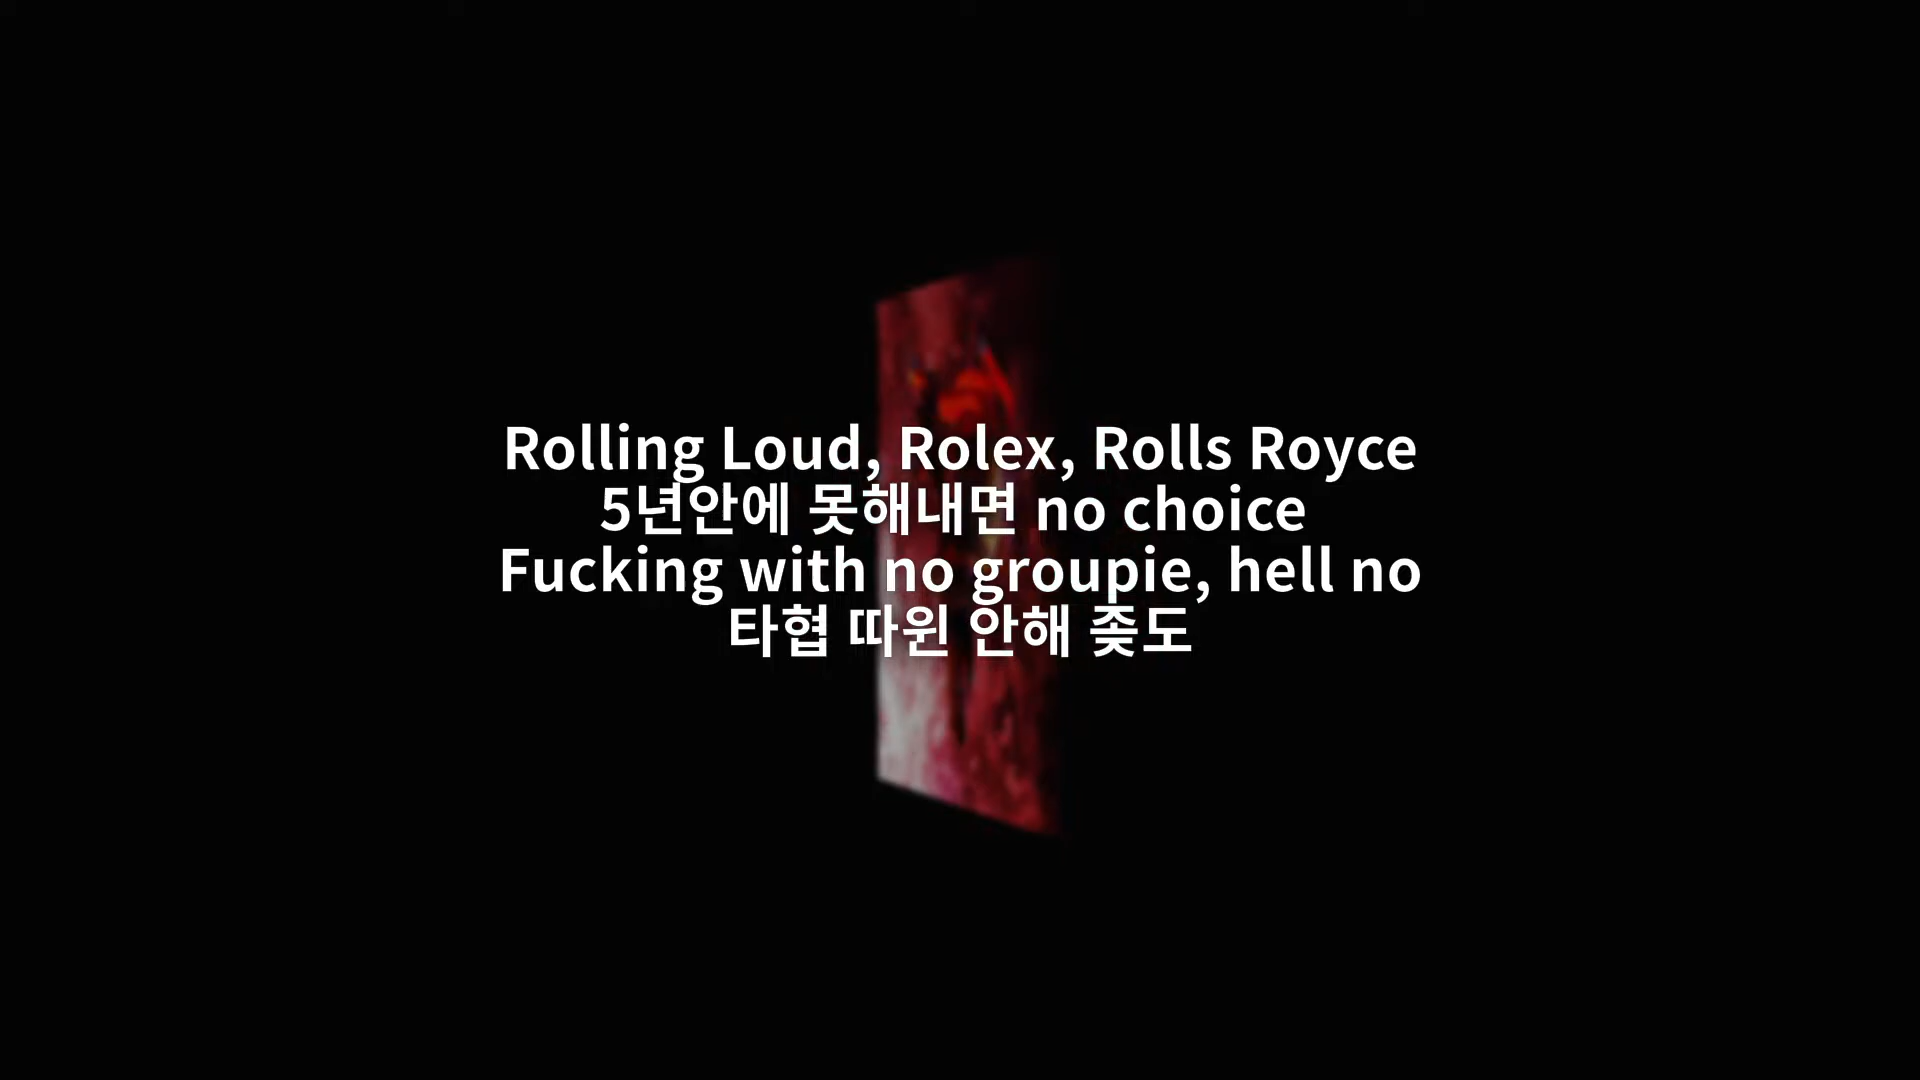 Rolling Loud, Rolex, Rolls Royce
5년안에 못해내면 no choice
Fucking with no groupie, hell no
타협 따윈 안해 좆도